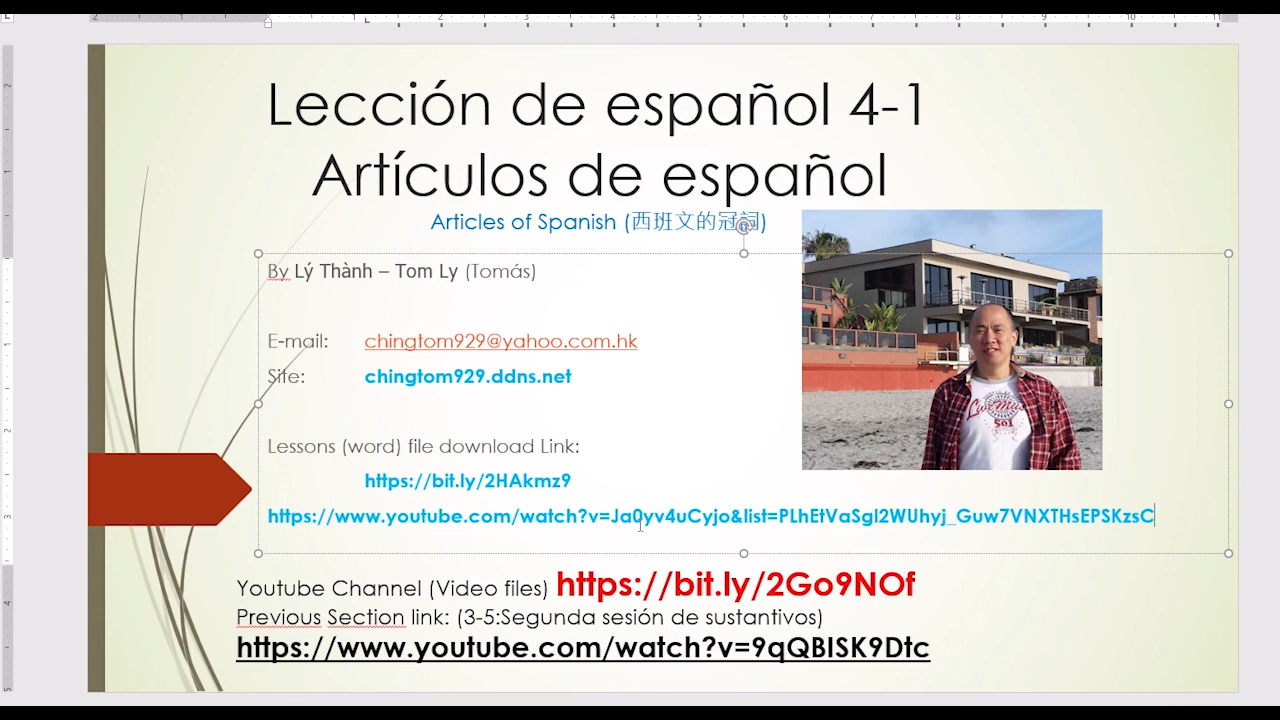 Lección de español 4-1
Artículos de español
Articles of Spanish (西班文的冠詞)
By Lý Thành – Tom Ly (Tomás)
E-mail: chingtom929@yahoo.com.hk
Site: chingtom929.ddns.net
Lessons (word) file download Link:
https://bit.ly/2HAkmz9
https://www.youtube.com/watch?v=Ja0yv4uCyjo&list=PLhEtVaSgl2WUhyj_Guw7VNXTHsEPSKzsC
Youtube Channel (Video files) https://bit.ly/2Go9NOf
Previous Section link: (3-5:Segunda sesión de sustantivos)
https://www.youtube.com/watch?v=9qQBISK9Dtc